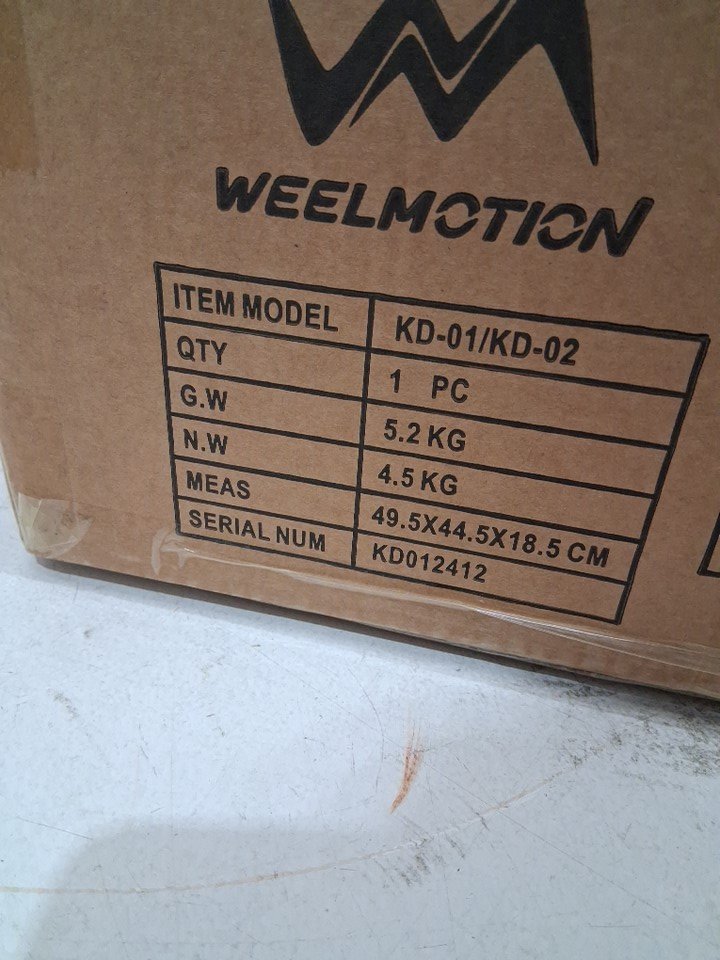 WEELMOTION
ITEM MODEL KD-01/KD-02
QTY 1 PC
G.W 5.2 KG
N.W 4.5 KG
MEAS 49.5X44.5X18.5 CM
SERIAL NUM KD012412